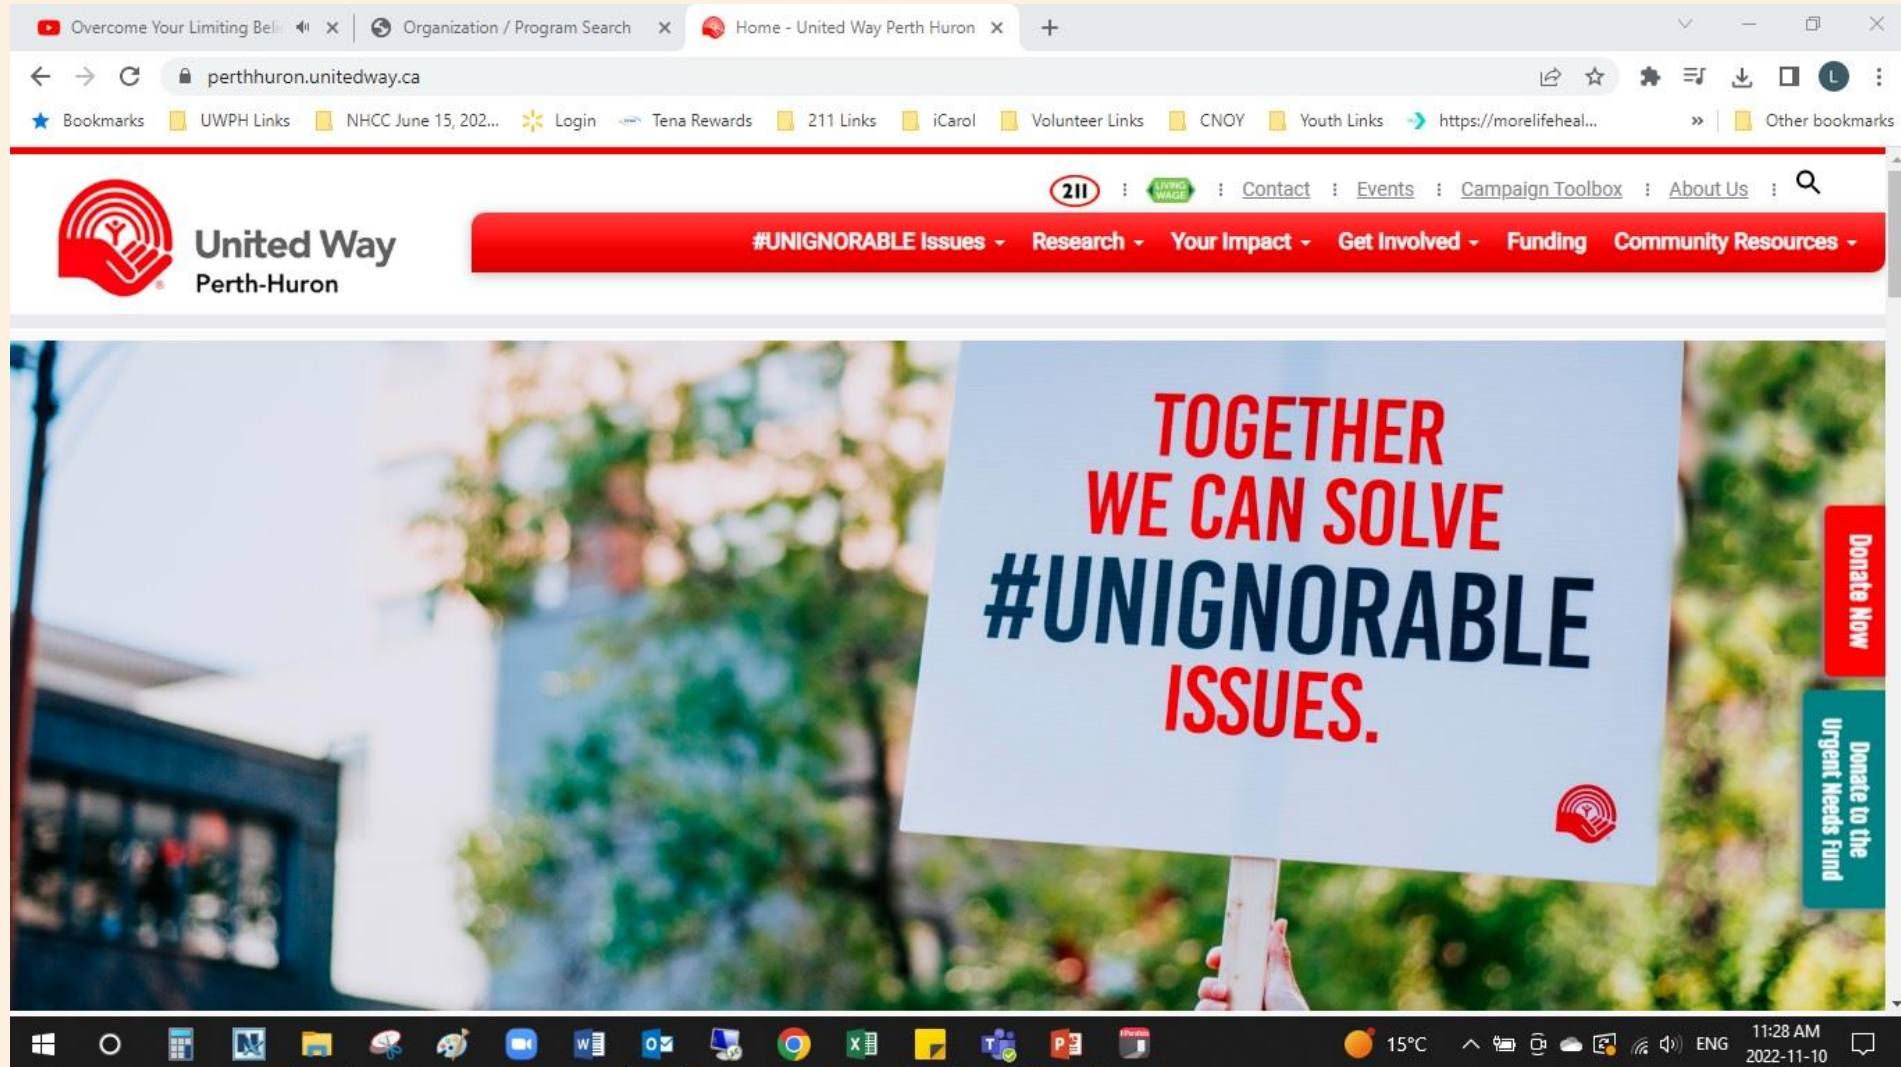 Overcome Your Limiting Beli
Organization / Program Search
Home - United Way Perth Huron
perthhuron.unitedway.ca
L
Bookmarks
UWPH Links
NHCC June 15, 202...
Login
Tena Rewards
211 Links
iCarol
Volunteer Links
CNOY
Youth Links
https://morelifeheal...
»
Other bookmarks
211
LIVING
WAGE
Contact
Events
Campaign Toolbox
About Us
United Way
Perth-Huron
#UNIGNORABLE Issues
Research
Your Impact
Get Involved
Funding
Community Resources
TOGETHER
WE CAN SOLVE
#UNIGNORABLE
ISSUES.
Donate Now
Donate to the
Urgent Needs Fund
15°C
ENG
11:28 AM
2022-11-10